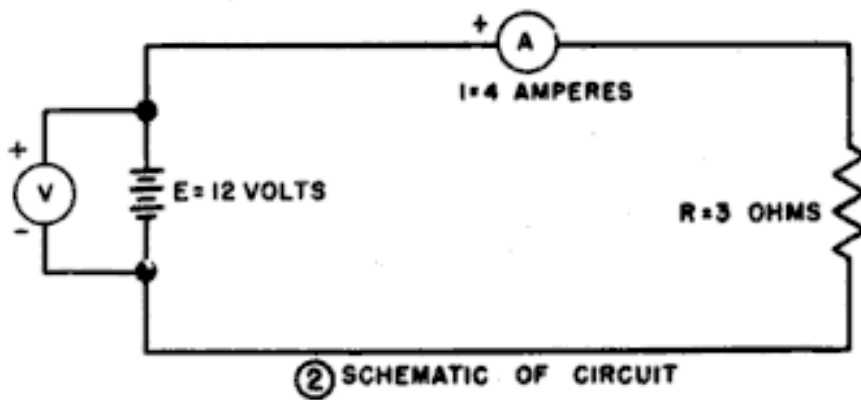 + A
I=4 AMPERES
+
V
-
E=12 VOLTS
R=3 OHMS
② SCHEMATIC OF CIRCUIT